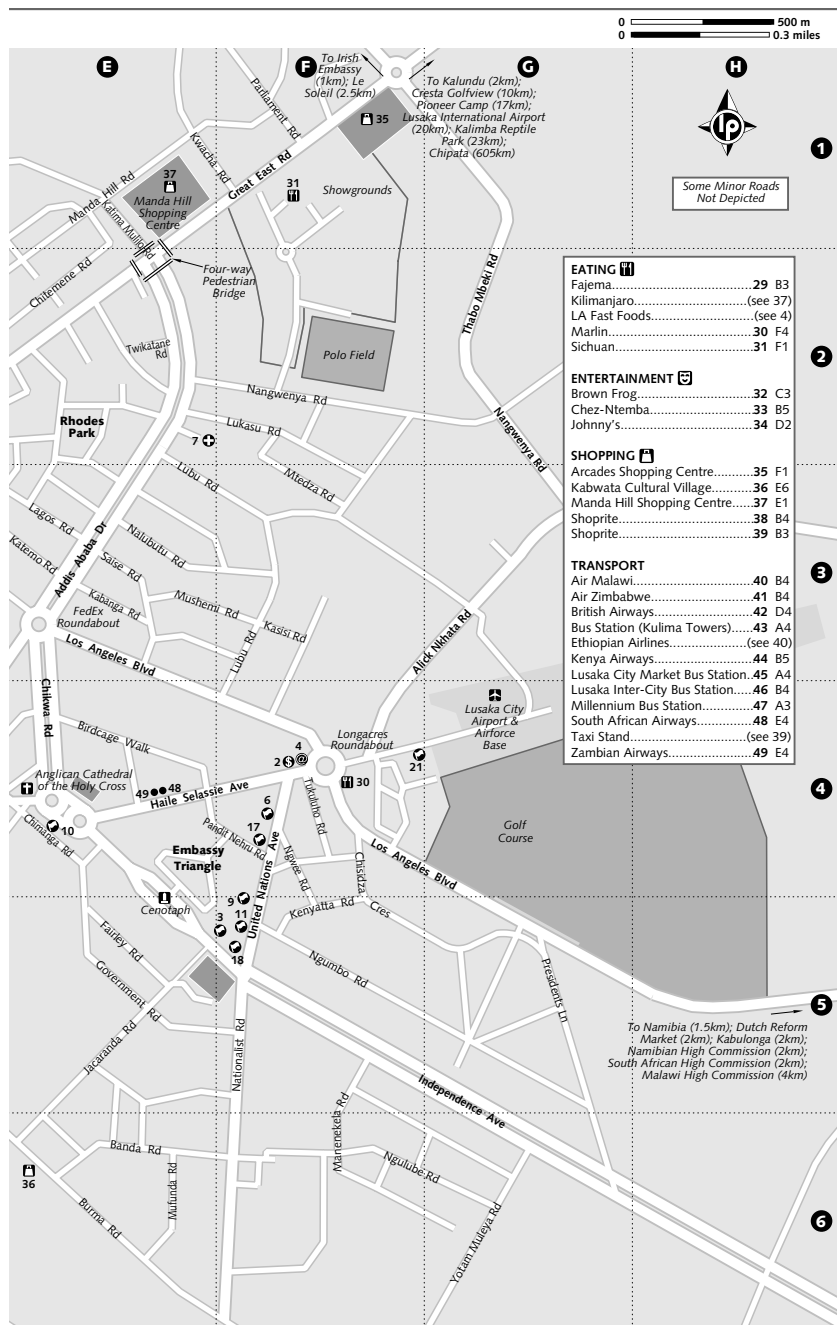 0 500 m
0 0.3 miles
E
F
G
H
To Irish
Embassy
(1km); Le
Soleil (2.5km)
To Kalundu (2km);
Cresta Golfview (10km);
Pioneer Camp (17km);
Lusaka International Airport
(20km); Kalimba Reptile
Park (23km);
Chipata (605km)
35
Parliament Rd
Kwacha Rd
Great East Rd
1
lp
Some Minor Roads
Not Depicted
37
Manda Hill
Shopping
Centre
Manda Hill Rd
Katima Mulilo Rd
31
Showgrounds
Four-way
Pedestrian
Bridge
Chitemene Rd
Thabo Mbeki Rd
EATING
Fajema..........29 B3
Kilimanjaro..........(see 37)
LA Fast Foods..........(see 4)
Marlin..........30 F4
Sichuan..........31 F1
ENTERTAINMENT
Brown Frog..........32 C3
Chez-Ntemba..........33 B5
Johnny's..........34 D2
SHOPPING
Arcades Shopping Centre..........35 F1
Kabwata Cultural Village..........36 E6
Manda Hill Shopping Centre.....37 E1
Shoprite..........38 B4
Shoprite..........39 B3
TRANSPORT
Air Malawi..........40 B4
Air Zimbabwe..........41 B4
British Airways..........42 D4
Bus Station (Kulima Towers).....43 A4
Ethiopian Airlines..........(see 40)
Kenya Airways..........44 B5
Lusaka City Market Bus Station..45 A4
Lusaka Inter-City Bus Station....46 B4
Millennium Bus Station..........47 A3
South African Airways..........48 E4
Taxi Stand..........(see 39)
Zambian Airways..........49 E4
2
Twikatane
Rd
Polo Field
Nangwenya Rd
Nangwenya Rd
Rhodes
Park
7
Lukasu Rd
Lubu Rd
Mtedza Rd
Lagos Rd
Katemo Rd
Addis Ababa Dr
Nalubutu Rd
Saise Rd
Kabanga Rd
Mushemi Rd
Kasisi Rd
Lubu Rd
3
FedEx
Roundabout
Los Angeles Blvd
Alick Nkhata Rd
Chikwa Rd
Birdcage Walk
Longacres
Roundabout
Lusaka City
Airport &
Airforce
Base
4
2
30
21
Anglican Cathedral
of the Holy Cross
49 48
Haile Selassie Ave
Tukuluho Rd
4
10
Chimanga Rd
6
17
Pandit Nehru Rd
Ngwee Rd
Embassy
Triangle
United Nations Ave
Chisidza
Cres
Los Angeles Blvd
Golf
Course
Cenotaph
9
3
11
18
Kenyatta Rd
Ngumbo Rd
Fairley Rd
Government Rd
Jacaranda Rd
Nationalist Rd
Presidents Ln
5
To Namibia (1.5km); Dutch Reform
Market (2km); Kabulonga (2km);
Namibian High Commission (2km);
South African High Commission (2km);
Malawi High Commission (4km)
Independence Ave
Manenekela Rd
Banda Rd
Mufunda Rd
Ngulube Rd
36
Burma Rd
Yotam Muleya Rd
6